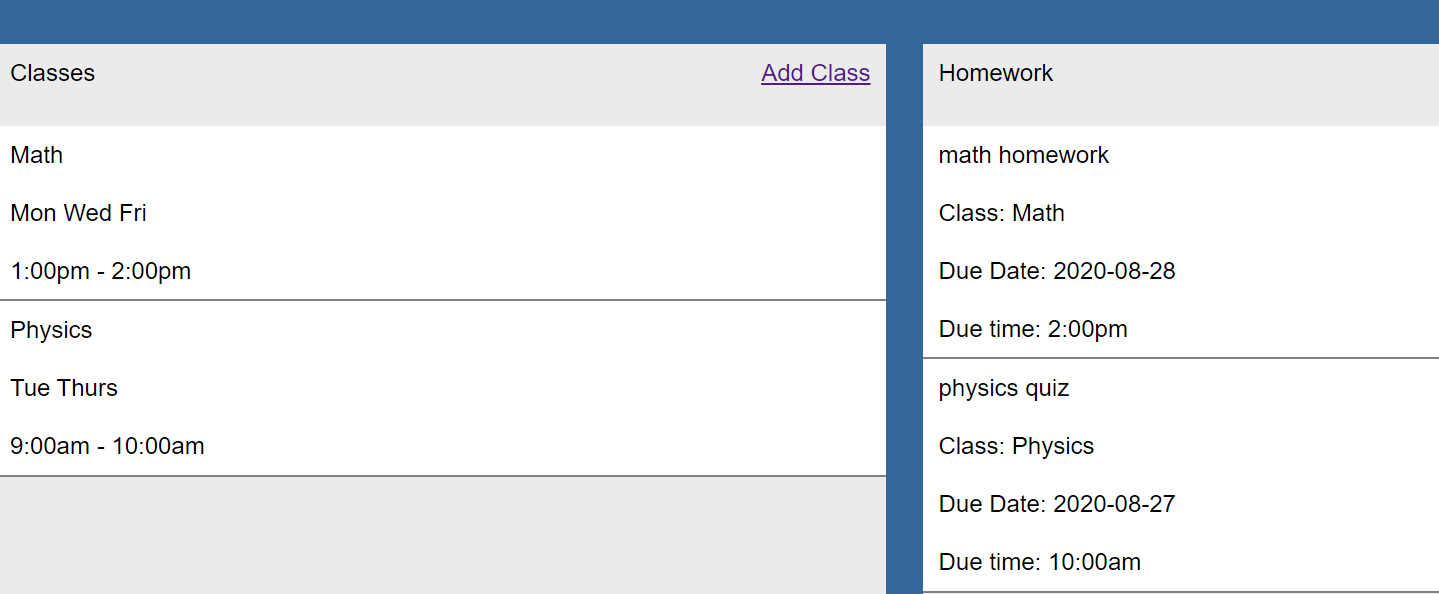 Classes
Add Class
Math
Mon Wed Fri
1:00pm - 2:00pm
Physics
Tue Thurs
9:00am - 10:00am
Homework
math homework
Class: Math
Due Date: 2020-08-28
Due time: 2:00pm
physics quiz
Class: Physics
Due Date: 2020-08-27
Due time: 10:00am